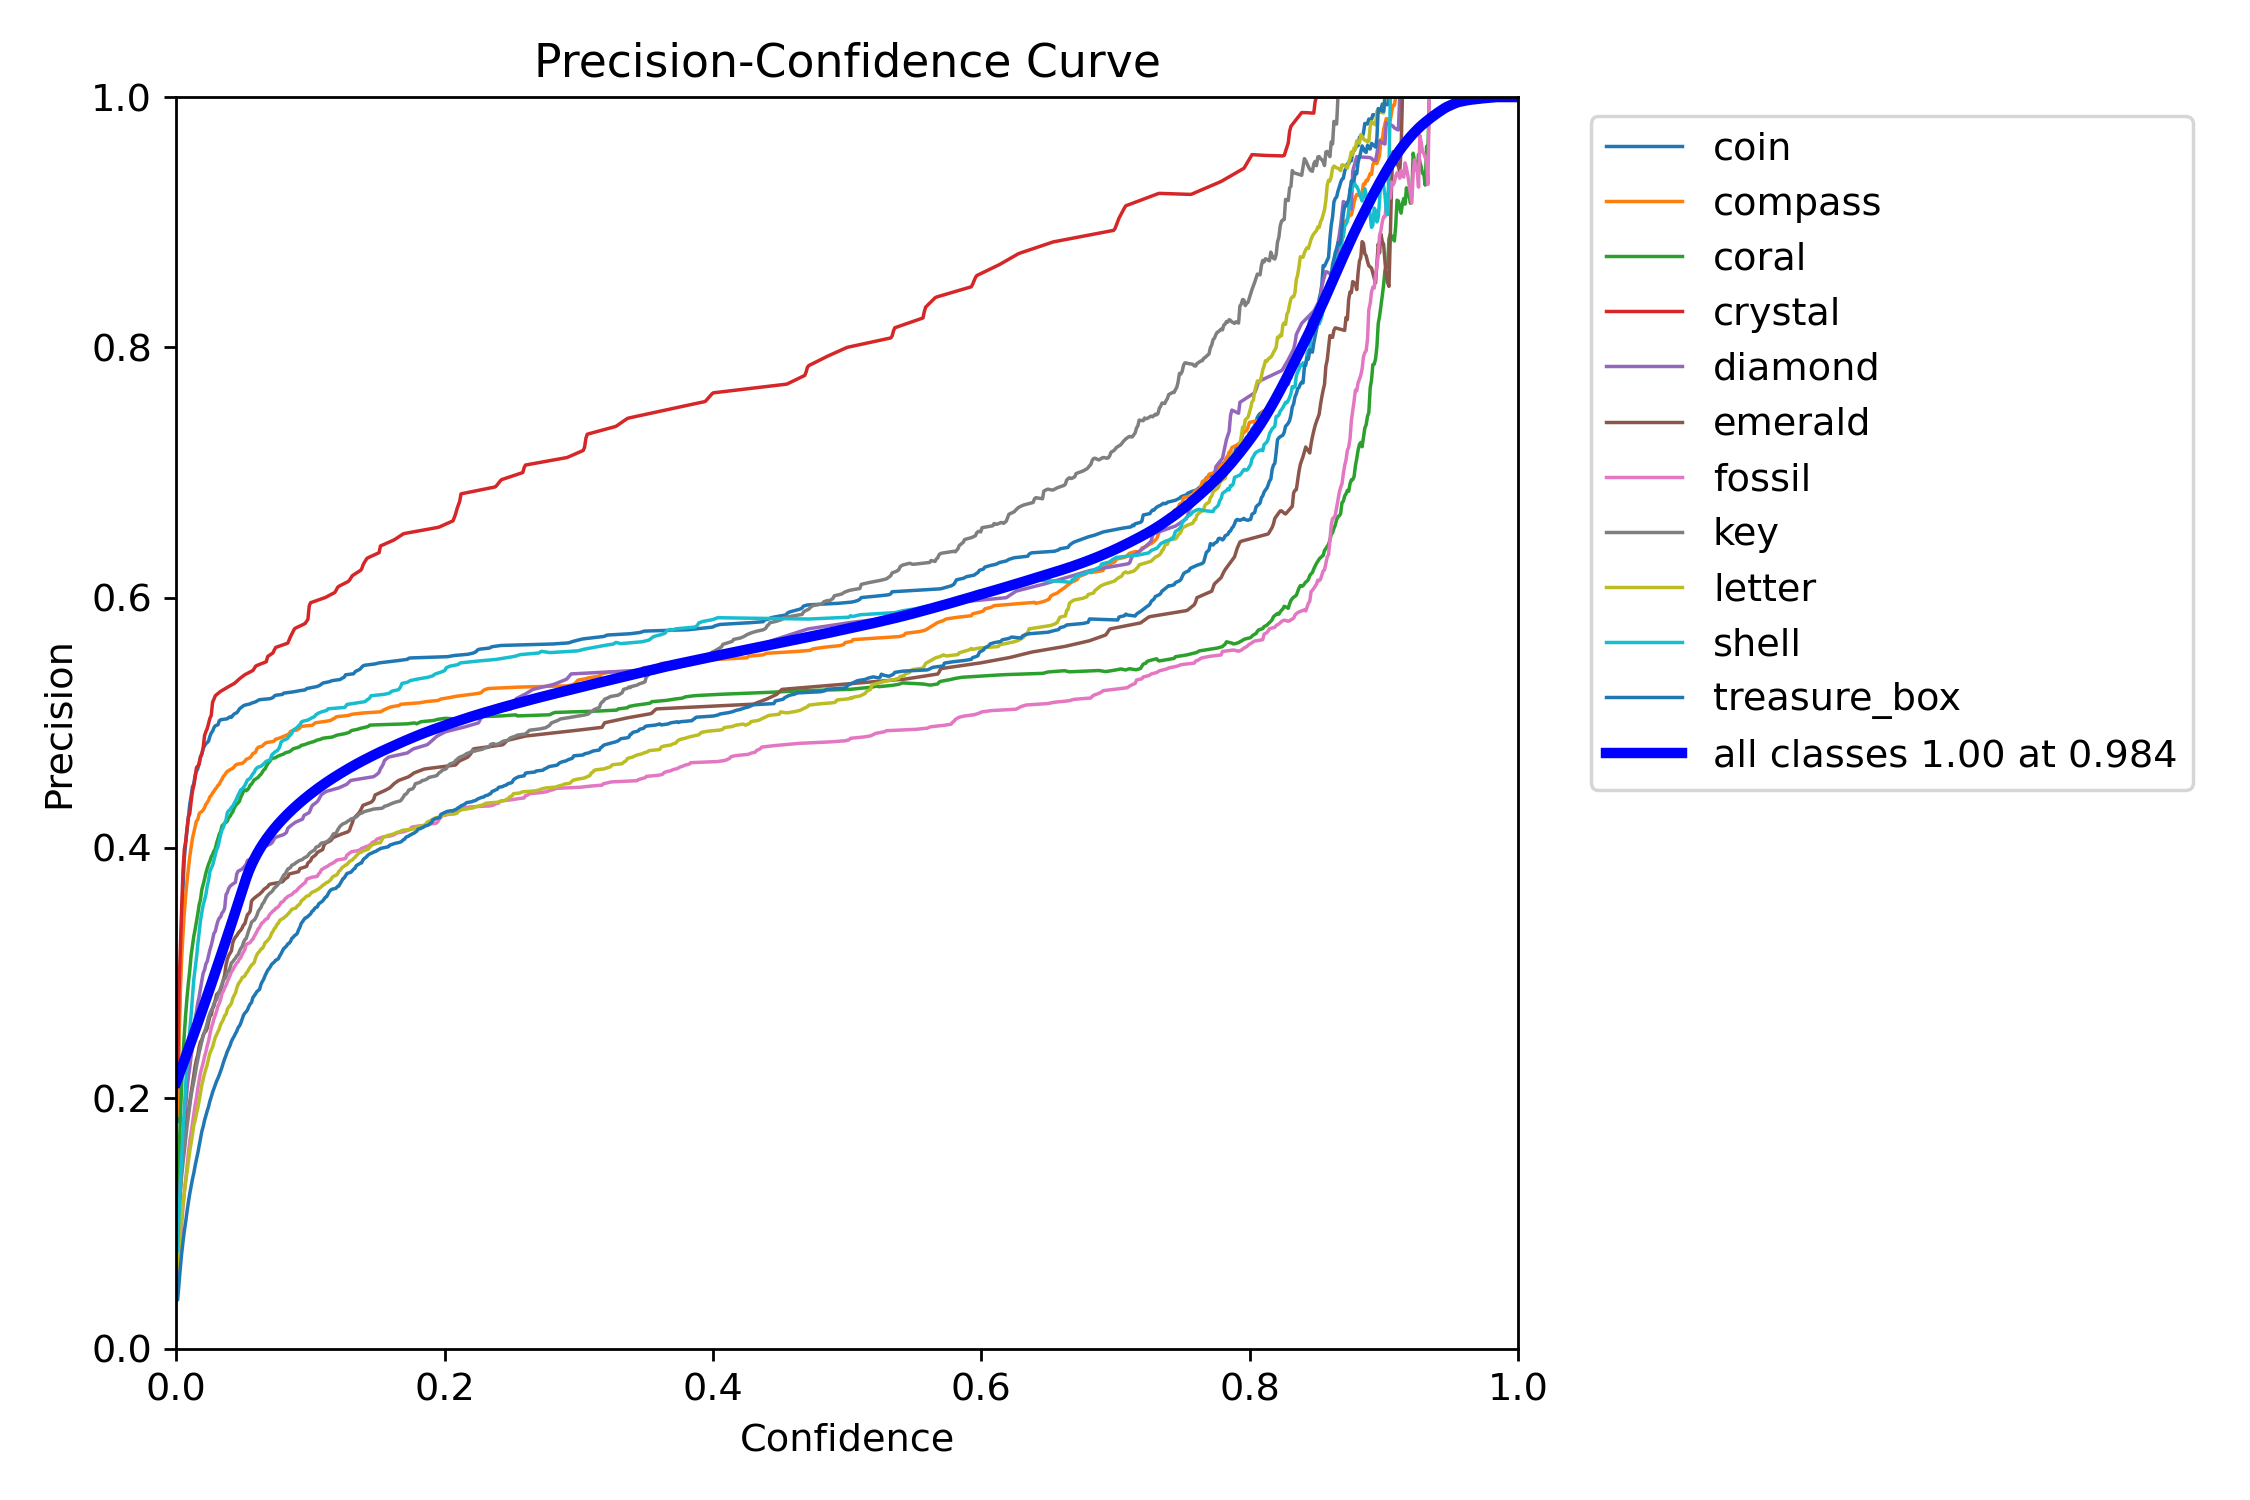 Precision-Confidence Curve
1.0
0.8
0.6
0.4
0.2
0.0
Precision
0.0 0.2 0.4 0.6 0.8 1.0
Confidence
coin
compass
coral
crystal
diamond
emerald
fossil
key
letter
shell
treasure_box
all classes 1.00 at 0.984